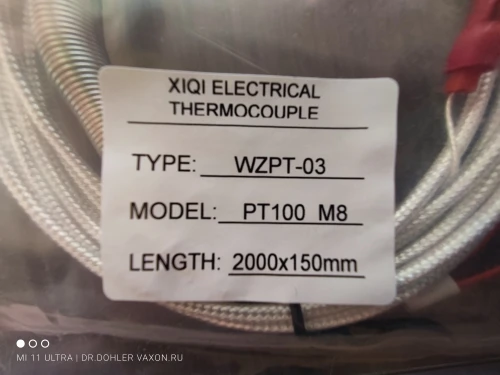 XIQI ELECTRICAL
THERMOCOUPLE
TYPE: WZPT-03
MODEL: PT100 M8
LENGTH: 2000x150mm
MI 11 ULTRA | DR.DOHLER VAXON.RU